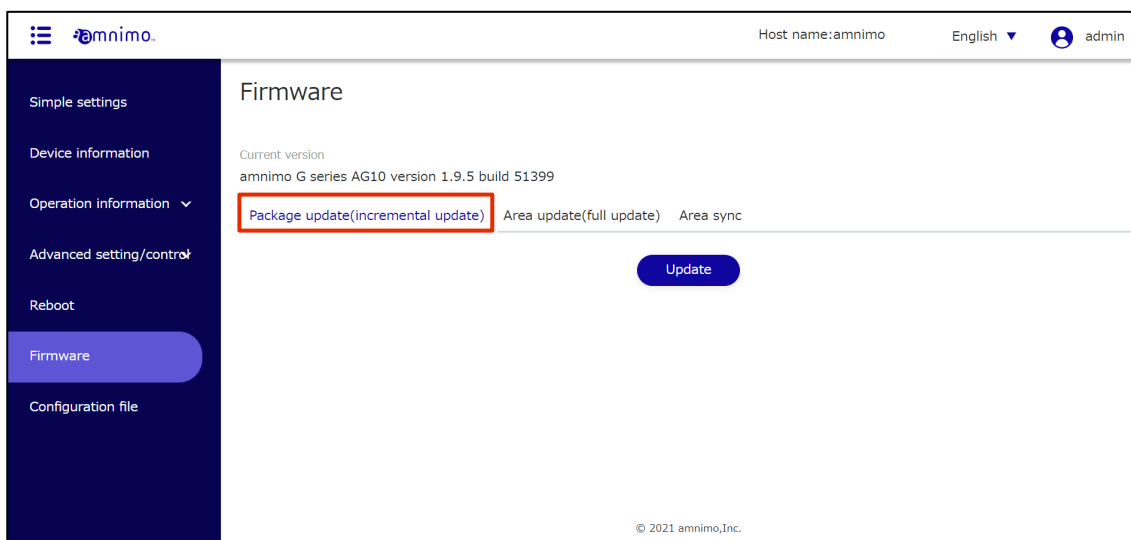 amnimo
Host name:amnimo
English ▼
admin
Simple settings
Device information
Operation information
Advanced setting/control
Reboot
Firmware
Configuration file
Firmware
Current version
amnimo G series AG10 version 1.9.5 build 51399
Package update(incremental update) Area update(full update) Area sync
Update
© 2021 amnimo,Inc.